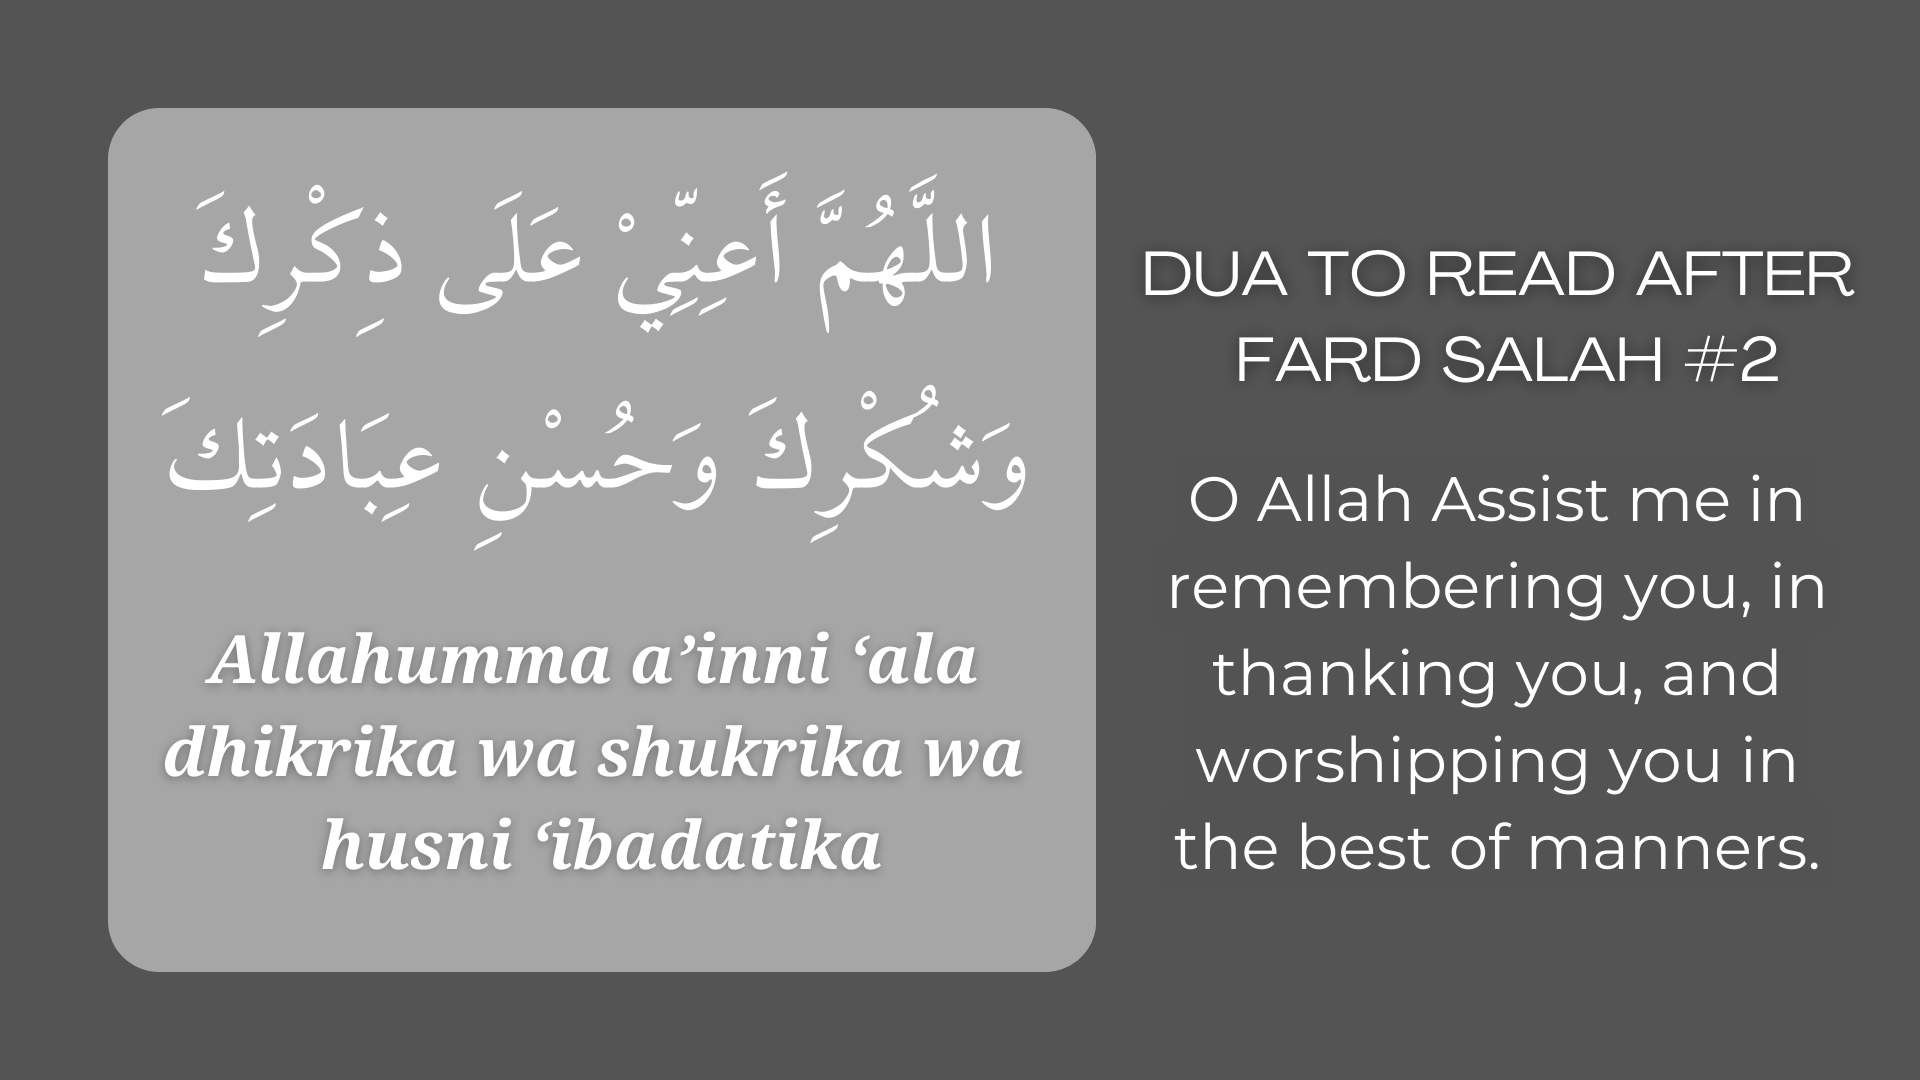 اللَّهُمَّ أَعِنِّيْ عَلَى ذِكْرِكَ
وَشُكْرِكَ وَحُسْنِ عِبَادَتِكَ
Allahumma a’inni ‘ala
dhikrika wa shukrika wa
husni ‘ibadatika
DUA TO READ AFTER
FARD SALAH #2
O Allah Assist me in
remembering you, in
thanking you, and
worshipping you in
the best of manners.